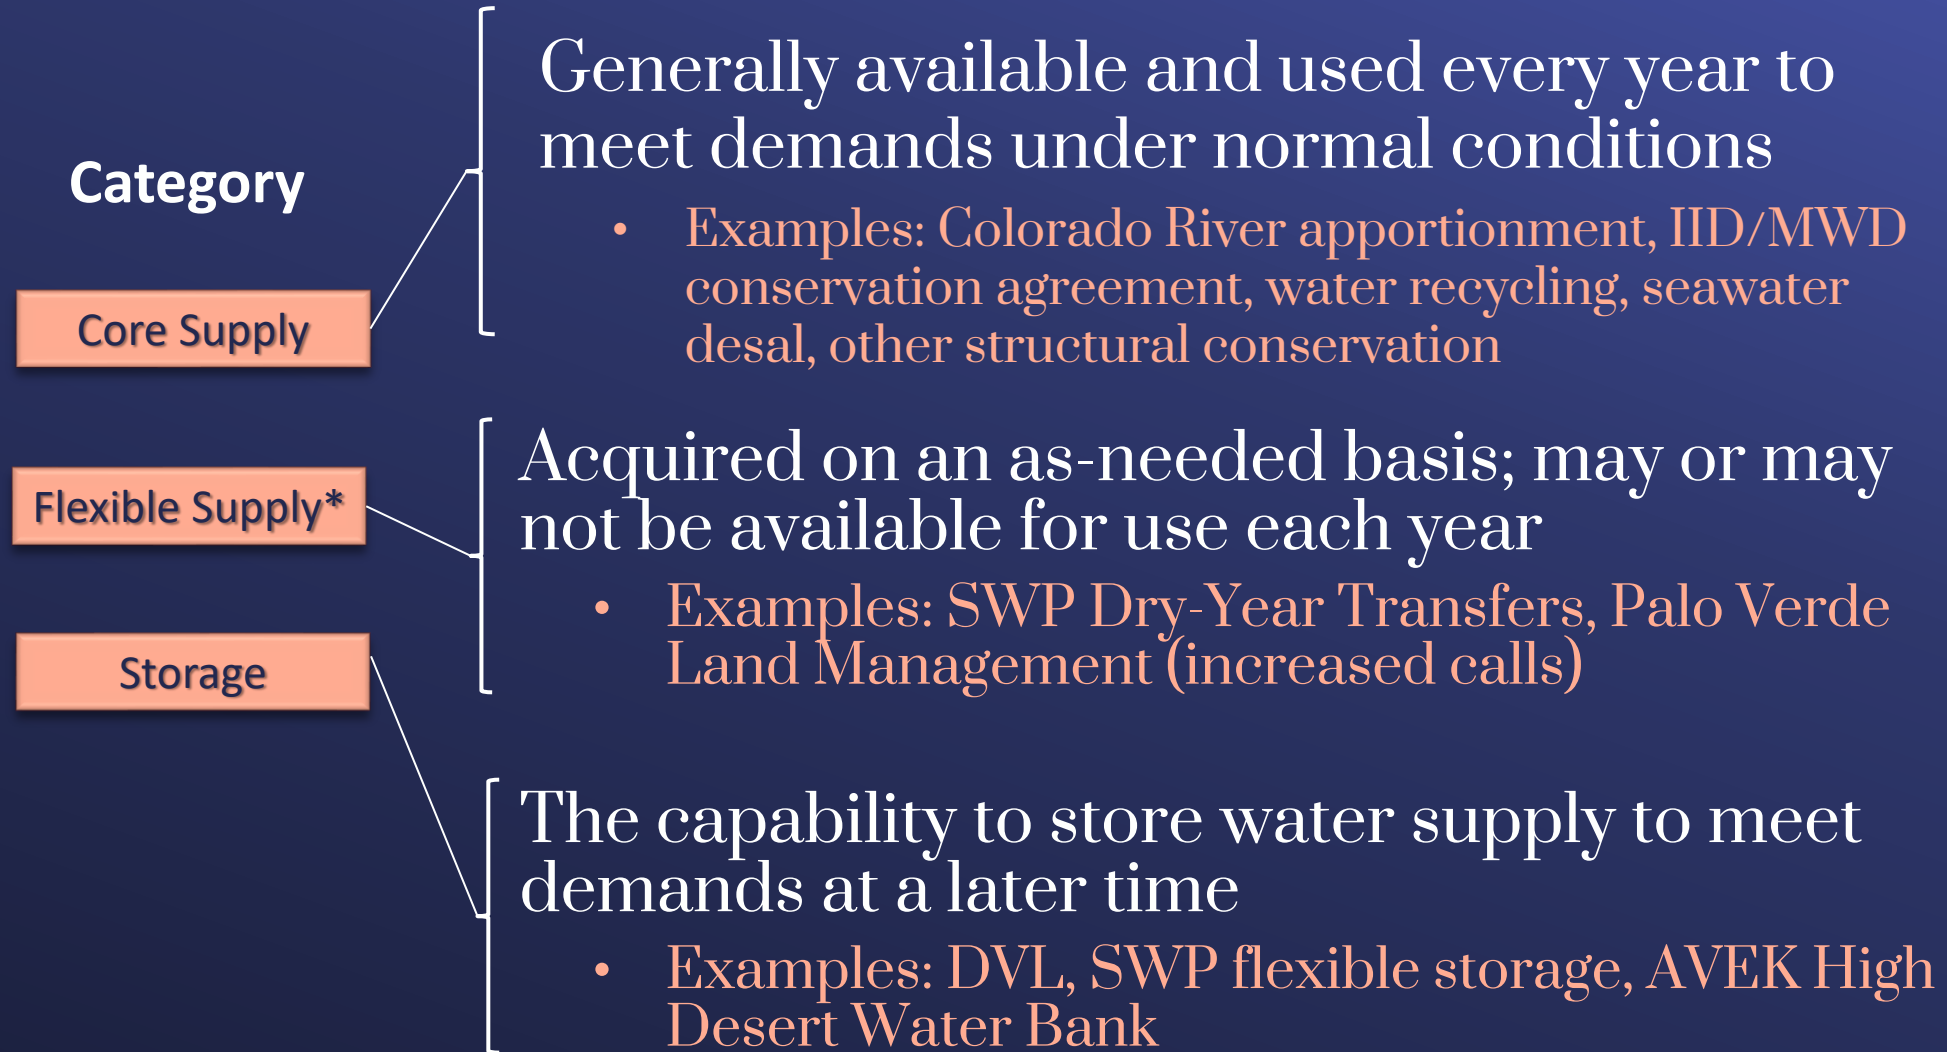 Category
Core Supply
Generally available and used every year to
meet demands under normal conditions
• Examples: Colorado River apportionment, IID/MWD
conservation agreement, water recycling, seawater
desal, other structural conservation
Flexible Supply*
Acquired on an as-needed basis; may or may
not be available for use each year
• Examples: SWP Dry-Year Transfers, Palo Verde
Land Management (increased calls)
Storage
The capability to store water supply to meet
demands at a later time
• Examples: DVL, SWP flexible storage, AVEK High
Desert Water Bank